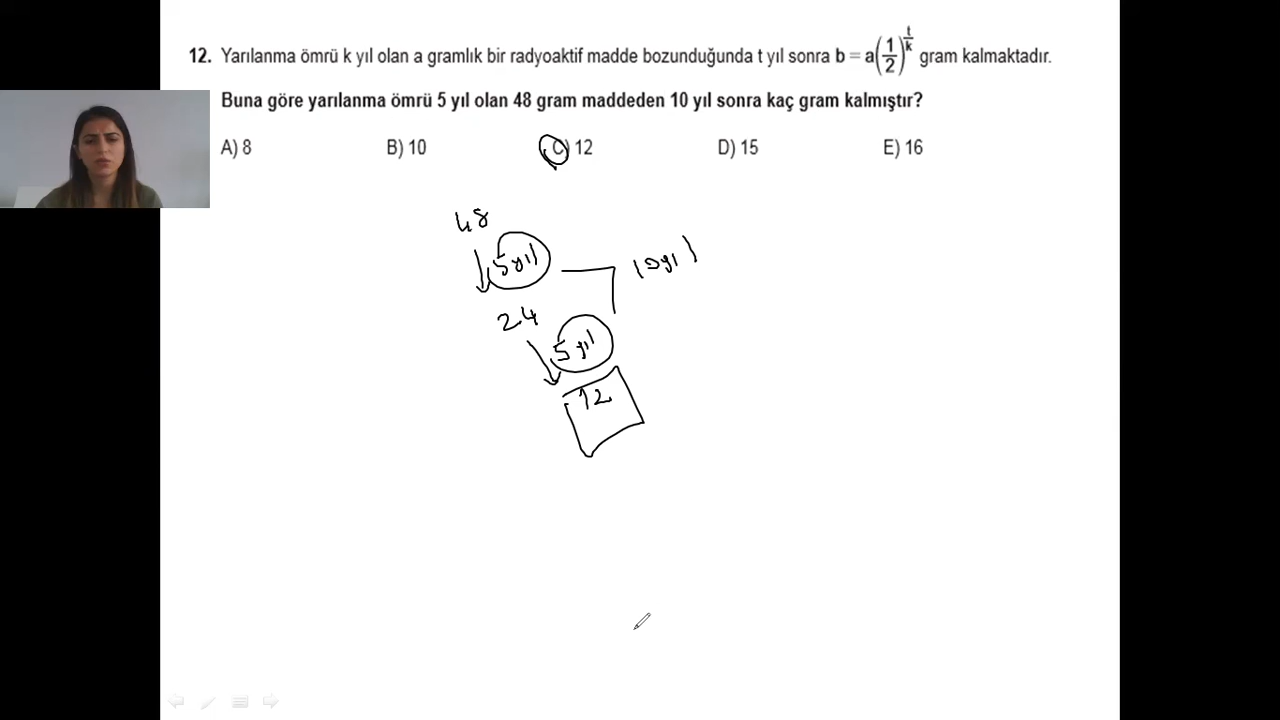 12. Yarılanma ömrü k yıl olan a gramlık bir radyoaktif madde bozunduğunda t yıl sonra b = a(1/2)^(t/k) gram kalmaktadır.
Buna göre yarılanma ömrü 5 yıl olan 48 gram maddeden 10 yıl sonra kaç gram kalmıştır?
A) 8 B) 10 C) 12 D) 15 E) 16
48
5 yıl
10 yıl
24
5 yıl
12